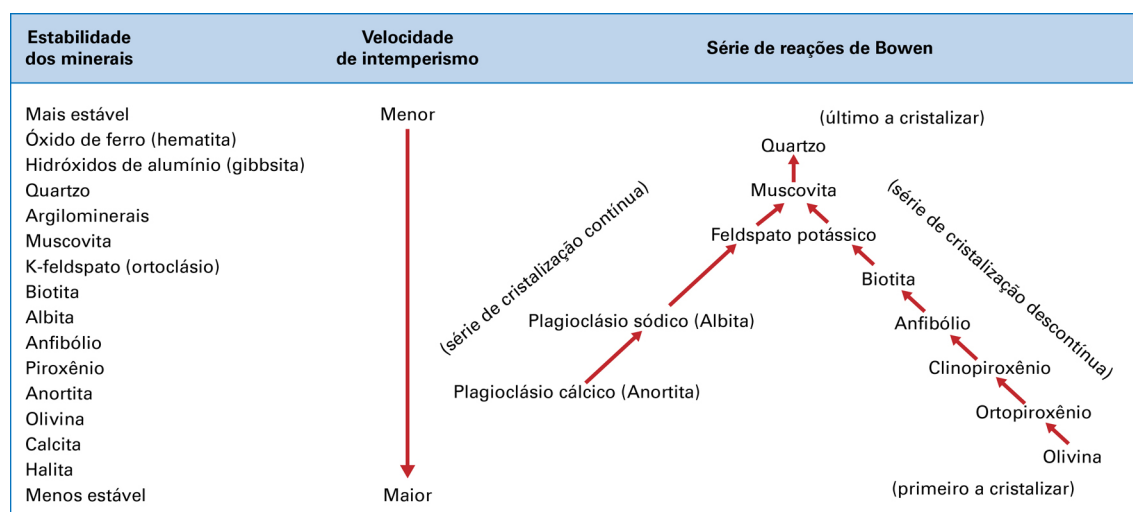 Estabilidade
dos minerais
Velocidade
de intemperismo
Série de reações de Bowen
Mais estável
Óxido de ferro (hematita)
Hidróxidos de alumínio (gibbsita)
Quartzo
Argilominerais
Muscovita
K-feldspato (ortoclásio)
Biotita
Albita
Anfibólio
Piroxênio
Anortita
Olivina
Calcita
Halita
Menos estável
Menor
Maior
(último a cristalizar)
Quartzo
Muscovita
Feldspato potássico
(série de cristalização contínua)
(série de cristalização descontínua)
Biotita
Plagioclásio sódico (Albita)
Anfibólio
Clinopiroxênio
Plagioclásio cálcico (Anortita)
Ortopiroxênio
Olivina
(primeiro a cristalizar)